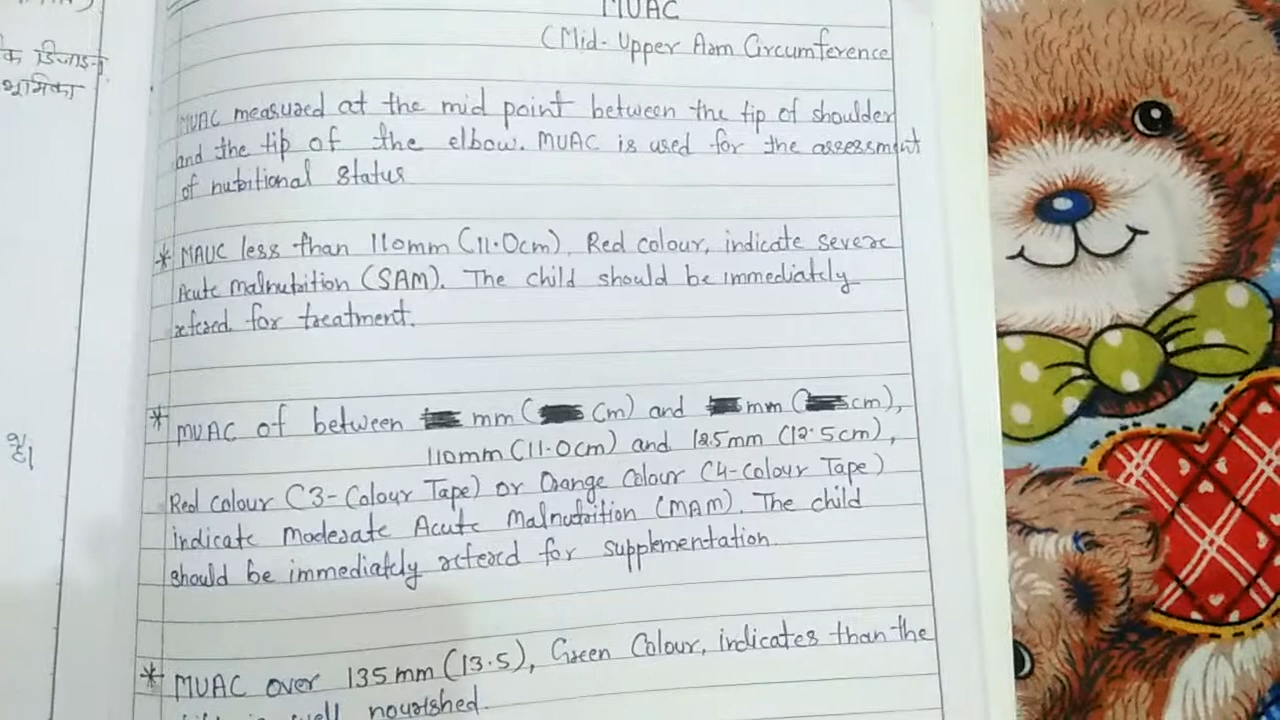 के डिजाइन
भूमिका
MUAC
(Mid-Upper Arm Circumference
MUAC measured at the mid point between the tip of shoulder
and the tip of the elbow. MUAC is used for the assessment
of nutritional status
* MAUC less than 110mm (11.0cm), Red colour, indicate severe
Acute Malnutrition (SAM). The child should be immediately
refered for treatment.
* MUAC of between mm ( Cm) and mm ( cm),
110mm (11.0cm) and 12.5mm (12.5cm),
Red colour (3-Colour Tape) or Orange Colour (4-colour Tape)
indicate Moderate Acute Malnutrition (MAM). The child
should be immediately refered for supplementation
* MUAC over 135mm (13.5), Green Colour, indicates than the
well nourished.